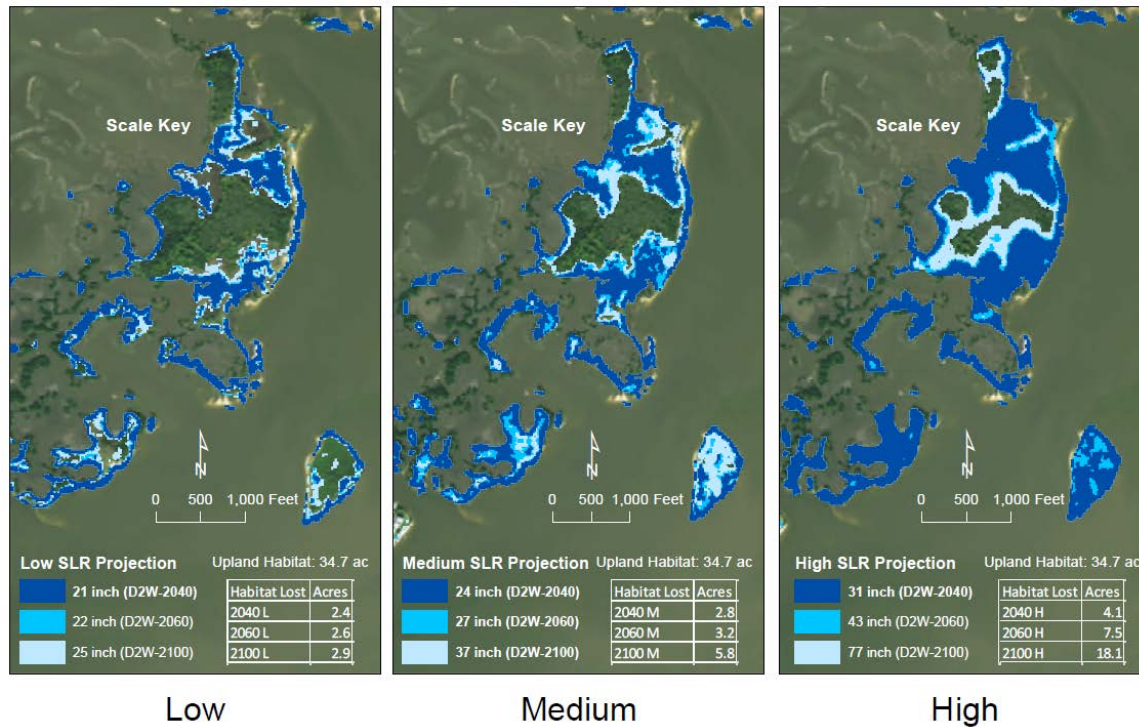 Scale Key
N
0 500 1,000 Feet
Low SLR Projection
Upland Habitat: 34.7 ac
21 inch (D2W-2040)
22 inch (D2W-2060)
25 inch (D2W-2100)
Habitat Lost Acres
2040 L 2.4
2060 L 2.6
2100 L 2.9
Low
Scale Key
N
0 500 1,000 Feet
Medium SLR Projection
Upland Habitat: 34.7 ac
24 inch (D2W-2040)
27 inch (D2W-2060)
37 inch (D2W-2100)
Habitat Lost Acres
2040 M 2.8
2060 M 3.2
2100 M 5.8
Medium
Scale Key
N
0 500 1,000 Feet
High SLR Projection
Upland Habitat: 34.7 ac
31 inch (D2W-2040)
43 inch (D2W-2060)
77 inch (D2W-2100)
Habitat Lost Acres
2040 H 4.1
2060 H 7.5
2100 H 18.1
High